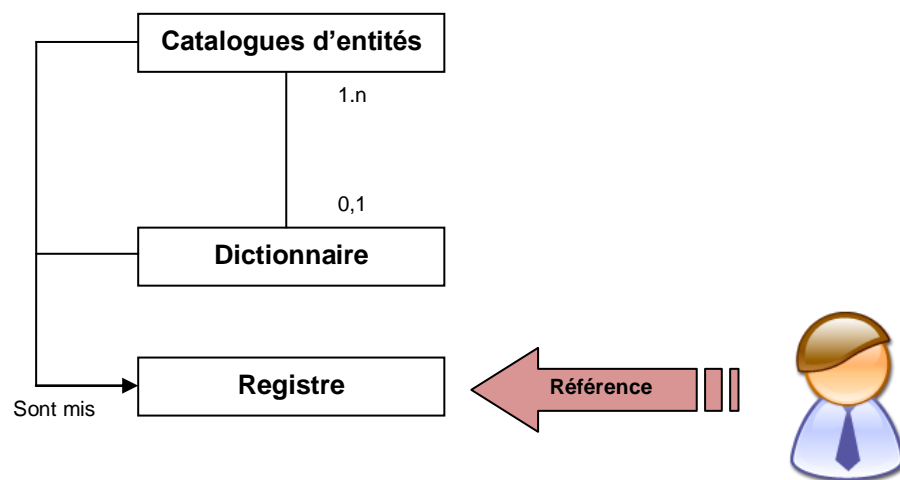 Catalogues d’entités
1.n
0,1
Dictionnaire
Registre
Référence
Sont mis